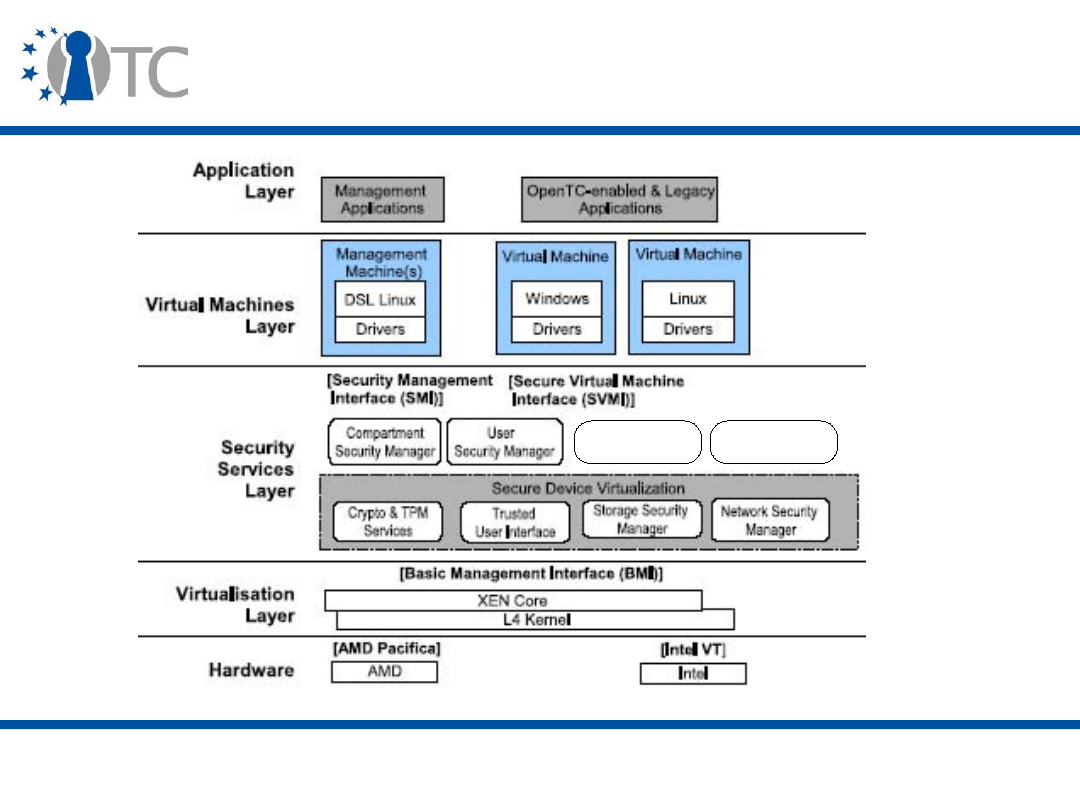 TC
Application
Layer
Management
Applications
OpenTC-enabled & Legacy
Applications
Virtual Machines
Layer
Management
Machine(s)
DSL Linux
Drivers
Virtual Machine
Windows
Drivers
Virtual Machine
Linux
Drivers
Security
Services
Layer
[Security Management
Interface (SMI)]
[Secure Virtual Machine
Interface (SVMI)]
Compartment
Security Manager
User
Security Manager
Secure Device Virtualization
Crypto & TPM
Services
Trusted
User Interface
Storage Security
Manager
Network Security
Manager
Virtualisation
Layer
[Basic Management Interface (BMI)]
XEN Core
L4 Kernel
Hardware
[AMD Pacifica]
AMD
[Intel VT]
Intel